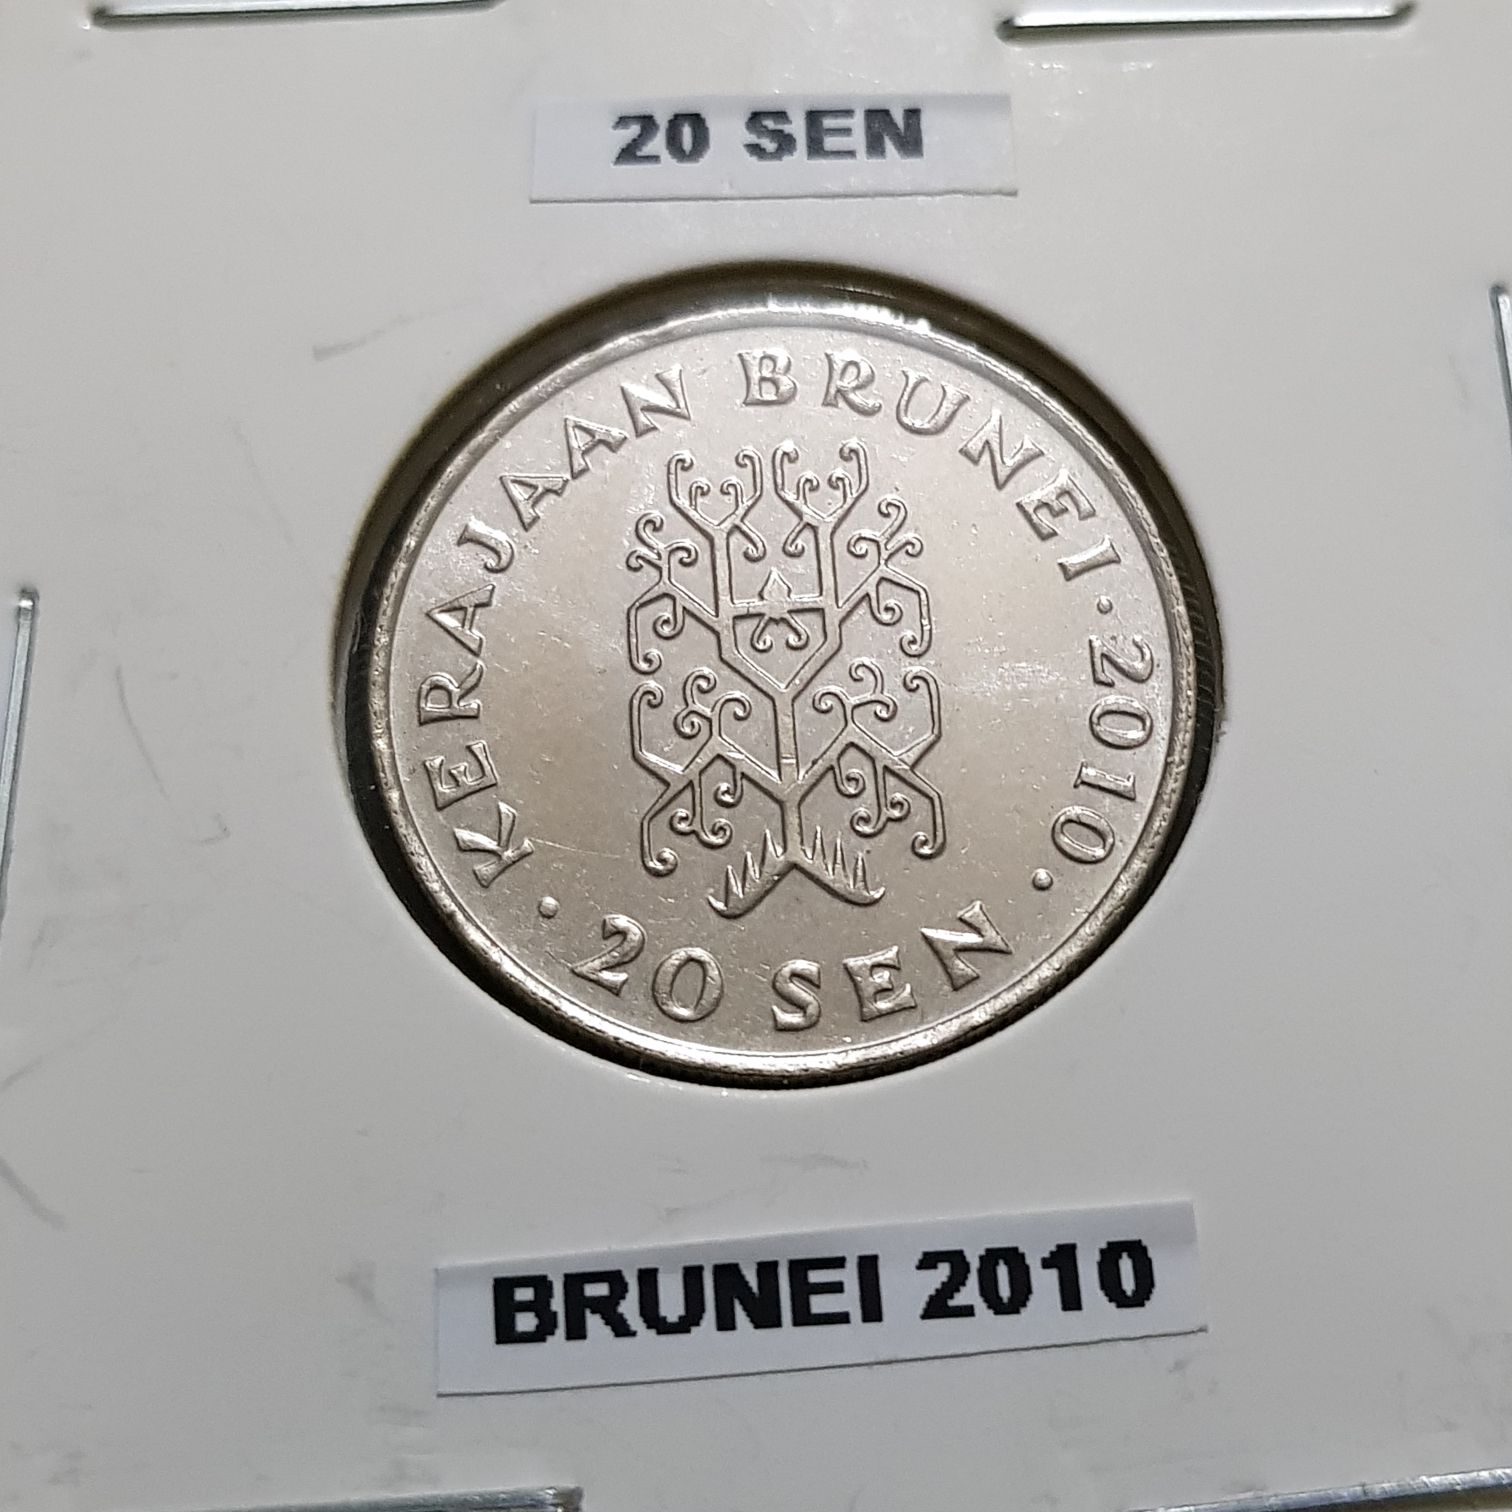 20 SEN
KERAJAAN BRUNEI · 2010 ·
· 20 SEN
BRUNEI 2010